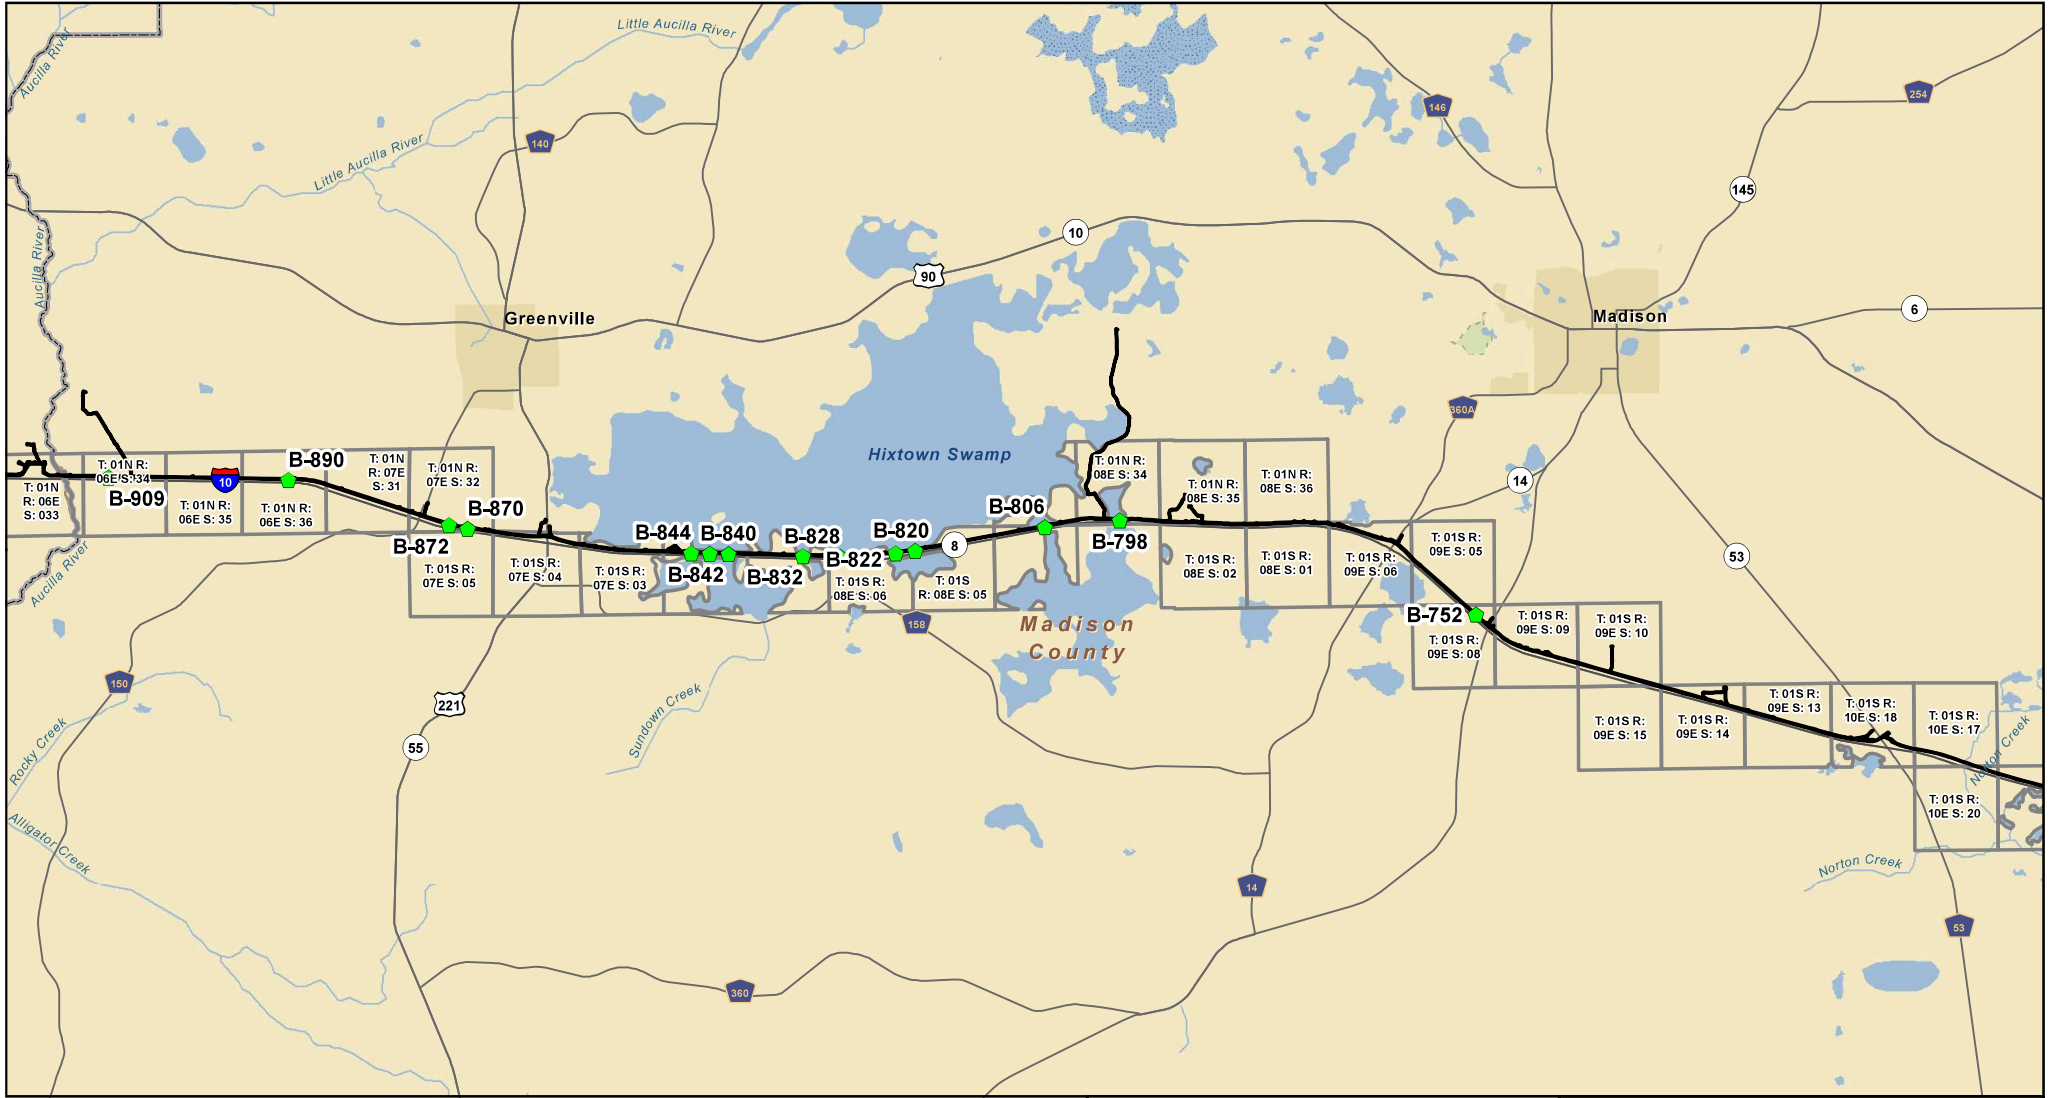 Little Aucilla River
Aucilla River
146
254
140
Little Aucilla River
145
10
Aucilla River
90
6
Greenville
Madison
360A
Hixtown Swamp
B-890
T: 01N
R: 07E
S: 31
T: 01N R:
07E S: 32
T: 01N R:
06E S: 34
T: 01N R:
08E S: 34
T: 01N R:
08E S: 35
T: 01N R:
08E S: 36
14
10
B-909
T: 01N
R: 06E
S: 033
T: 01N R:
06E S: 35
T: 01N R:
06E S: 36
B-870
B-872
B-806
B-844
B-840
B-828
B-820
8
B-798
B-842
B-832
B-822
53
T: 01S R:
09E S: 05
T: 01S R:
07E S: 05
T: 01S R:
07E S: 04
T: 01S R:
07E S: 03
T: 01S R:
08E S: 06
T: 01S
R: 08E S: 05
T: 01S R:
08E S: 02
T: 01S R:
08E S: 01
T: 01S R:
09E S: 06
Aucilla River
158
Madison
County
B-752
T: 01S R:
09E S: 08
T: 01S R:
09E S: 09
T: 01S R:
09E S: 10
150
221
55
Sundown Creek
Rocky Creek
T: 01S R:
09E S: 15
T: 01S R:
09E S: 14
T: 01S R:
09E S: 13
T: 01S R:
10E S: 18
T: 01S R:
10E S: 17
Norton Creek
T: 01S R:
10E S: 20
Alligator Creek
Norton Creek
14
53
360